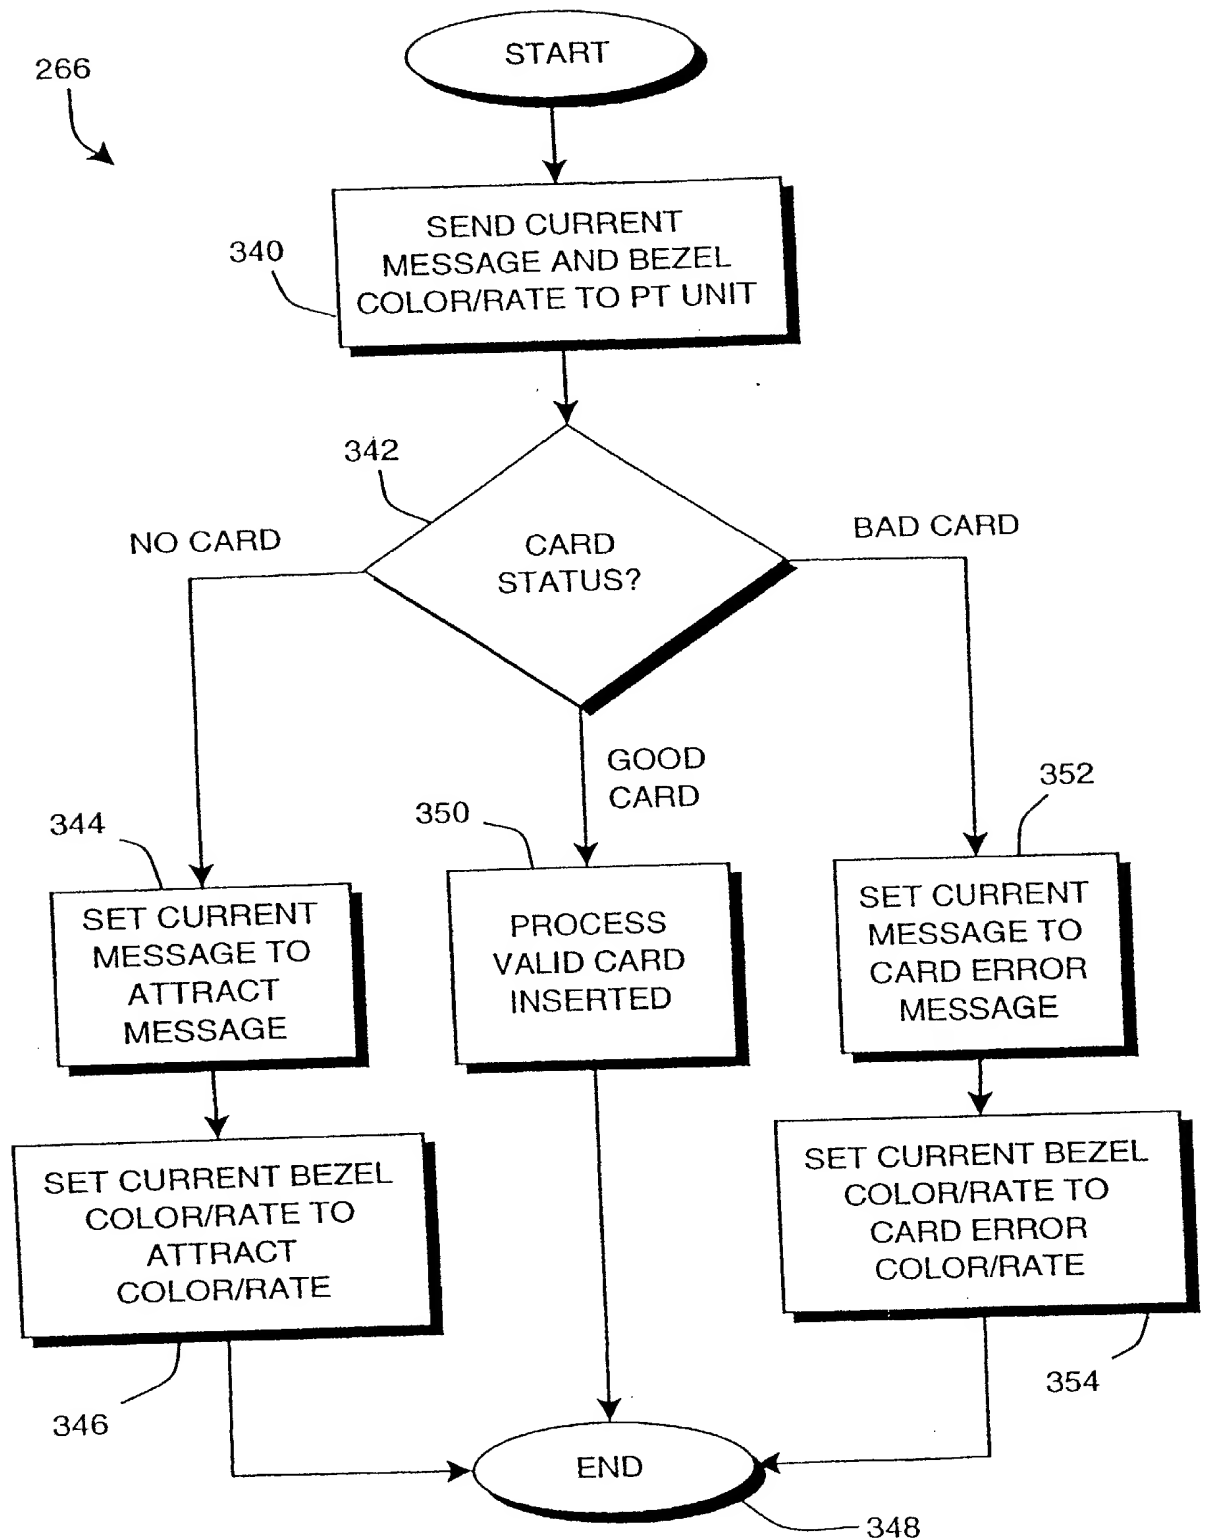 START
266
SEND CURRENT
MESSAGE AND BEZEL
COLOR/RATE TO PT UNIT
340
342
NO CARD
CARD
STATUS?
BAD CARD
GOOD
CARD
344
350
352
SET CURRENT
MESSAGE TO
ATTRACT
MESSAGE
PROCESS
VALID CARD
INSERTED
SET CURRENT
MESSAGE TO
CARD ERROR
MESSAGE
SET CURRENT BEZEL
COLOR/RATE TO
ATTRACT
COLOR/RATE
SET CURRENT BEZEL
COLOR/RATE TO
CARD ERROR
COLOR/RATE
346
354
END
348